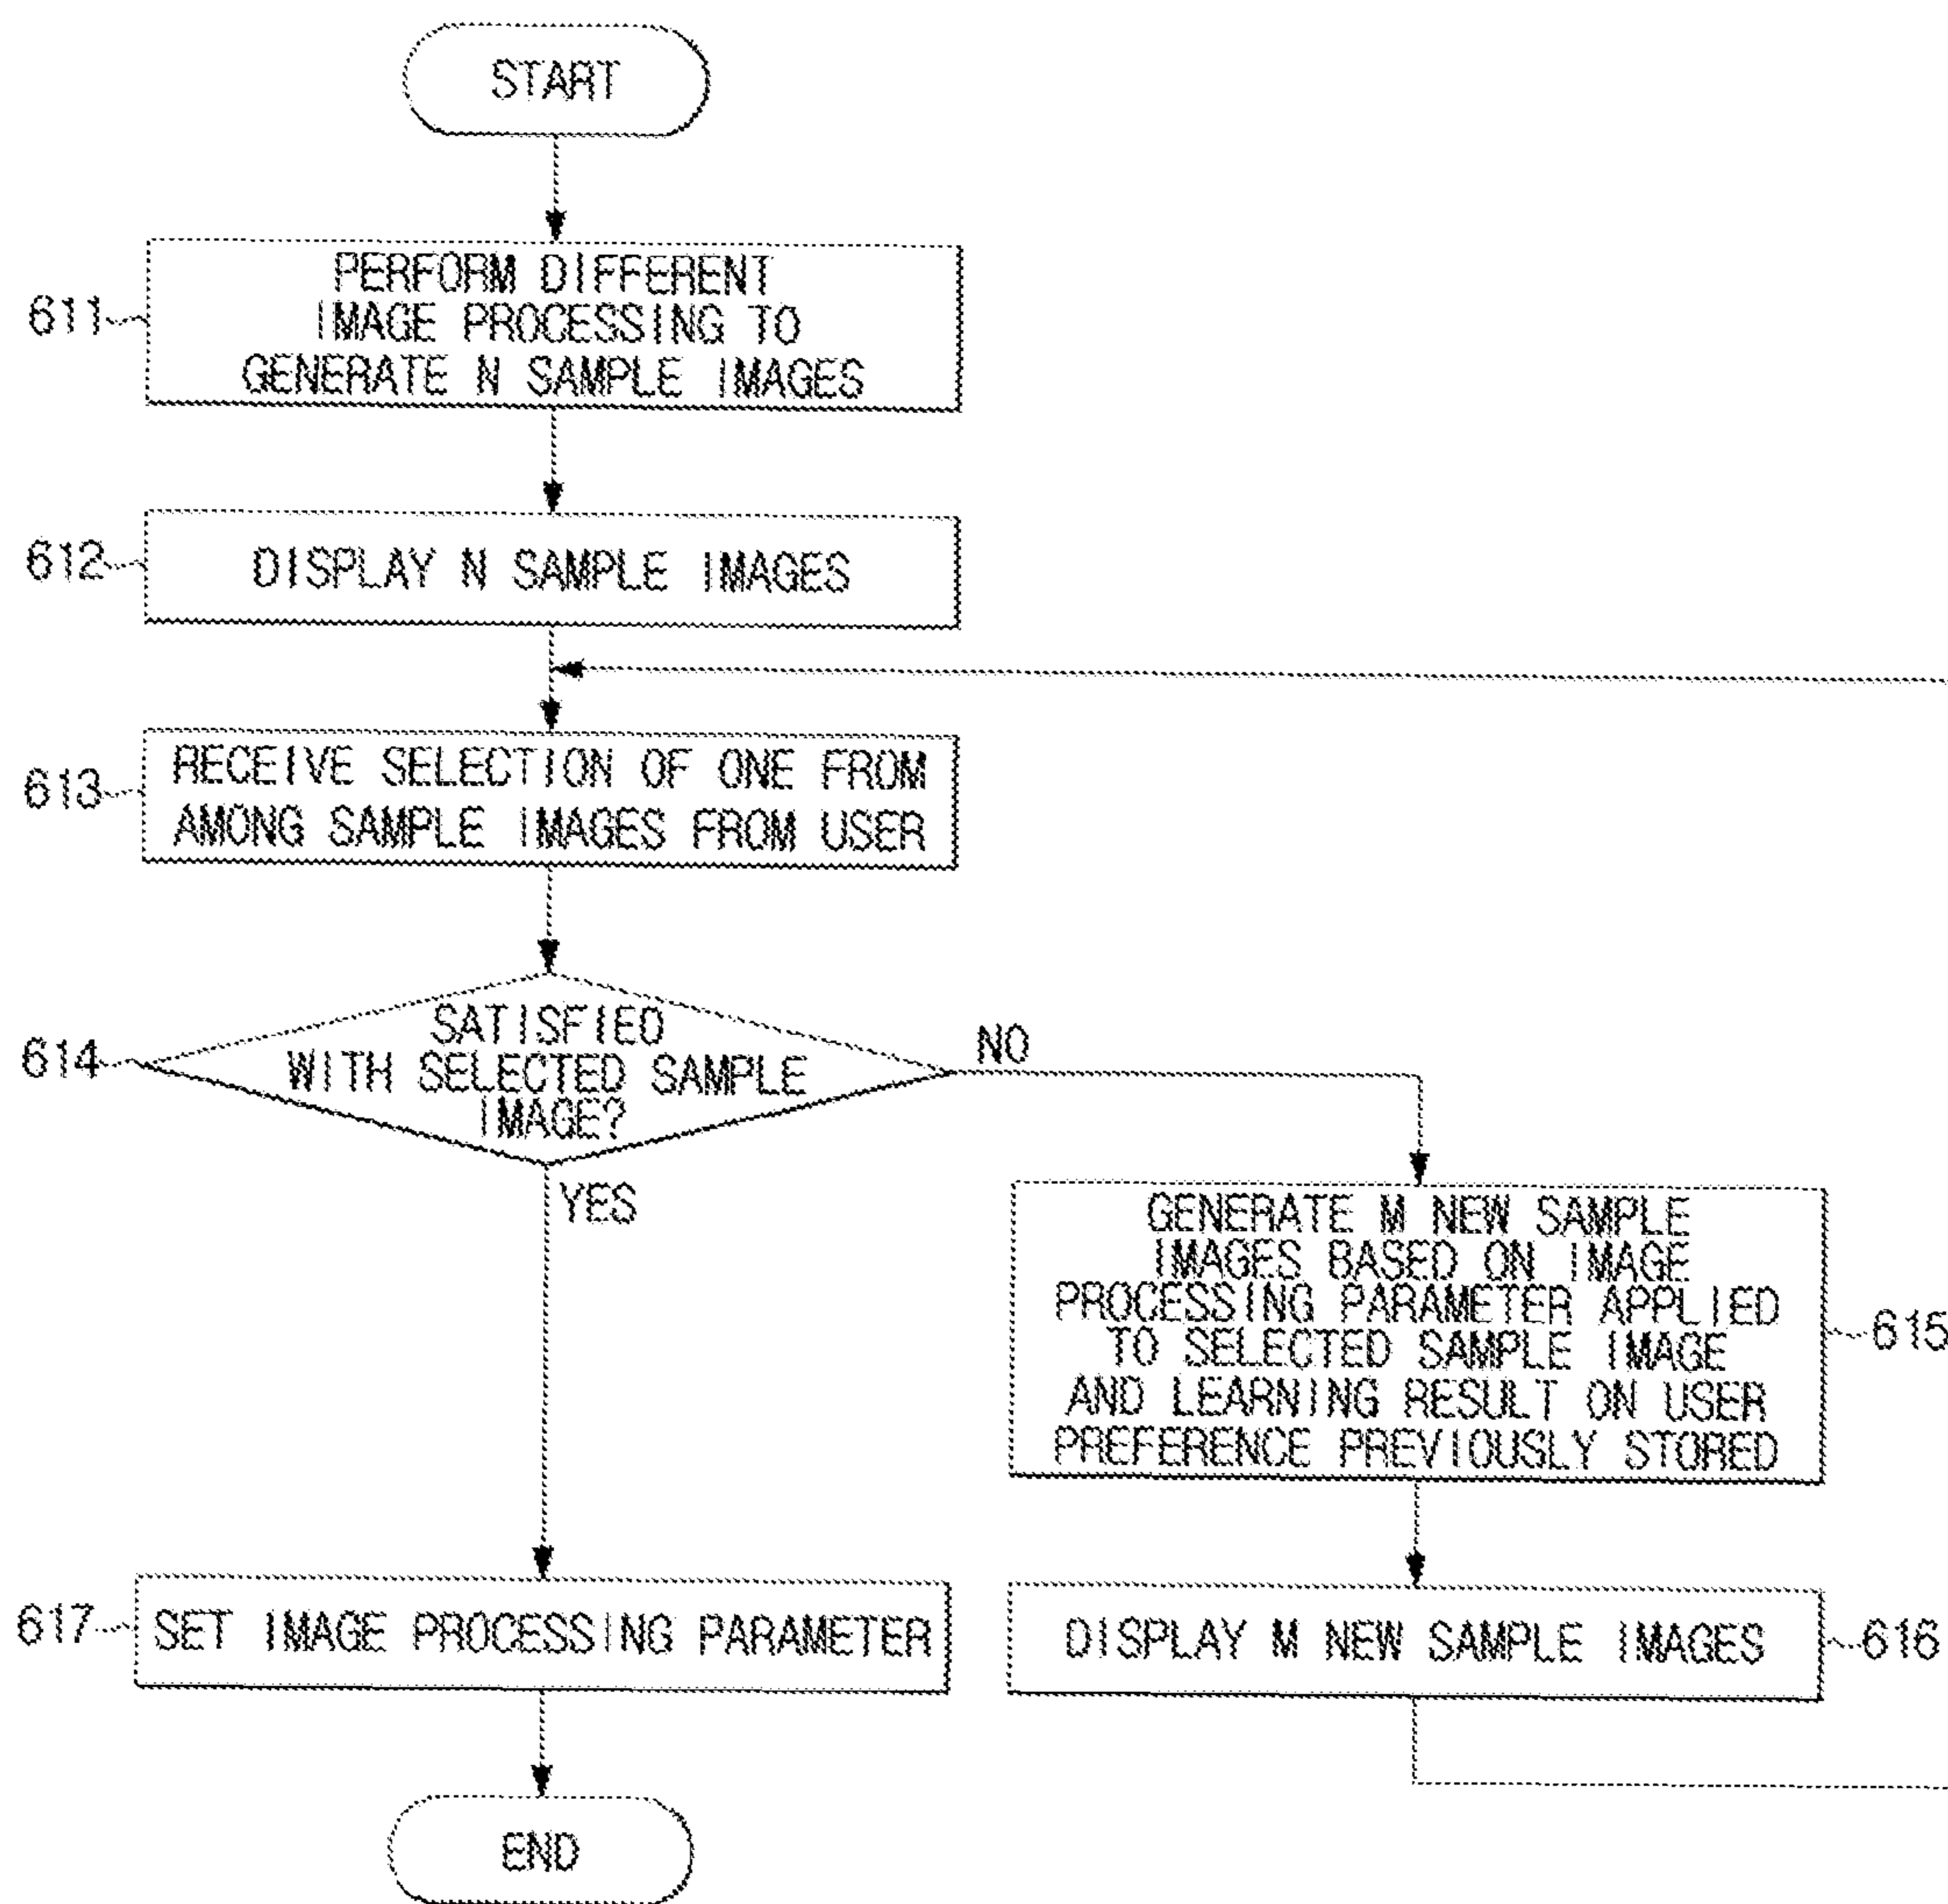 START
611
PERFORM DIFFERENT
IMAGE PROCESSING TO
GENERATE N SAMPLE IMAGES
612
DISPLAY N SAMPLE IMAGES
613
RECEIVE SELECTION OF ONE FROM
AMONG SAMPLE IMAGES FROM USER
614
SATISFIED
WITH SELECTED SAMPLE
IMAGE?
NO
YES
GENERATE M NEW SAMPLE
IMAGES BASED ON IMAGE
PROCESSING PARAMETER APPLIED
TO SELECTED SAMPLE IMAGE
AND LEARNING RESULT ON USER
PREFERENCE PREVIOUSLY STORED
615
617
SET IMAGE PROCESSING PARAMETER
DISPLAY M NEW SAMPLE IMAGES
616
END